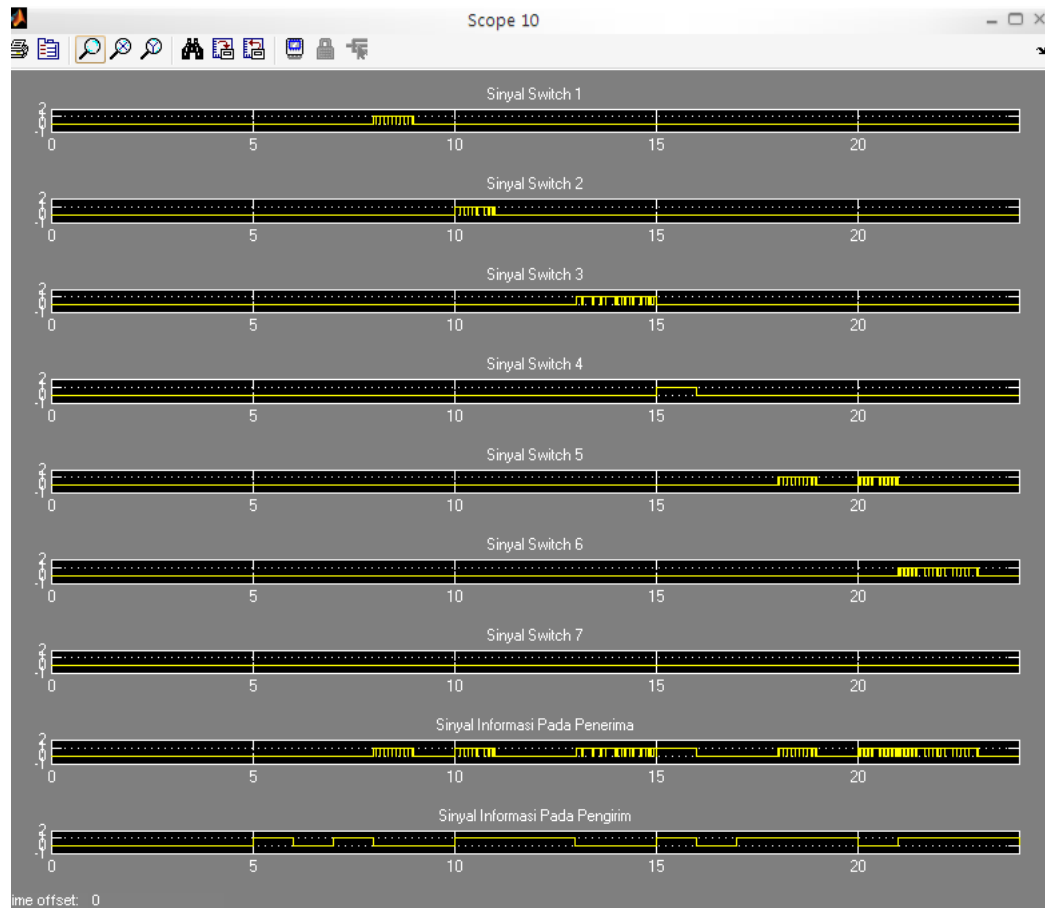 Scope 10
Sinyal Switch 1
2
0
-1
0 5 10 15 20
Sinyal Switch 2
2
0
-1
0 5 10 15 20
Sinyal Switch 3
2
0
-1
0 5 10 15 20
Sinyal Switch 4
2
0
-1
0 5 10 15 20
Sinyal Switch 5
2
0
-1
0 5 10 15 20
Sinyal Switch 6
2
0
-1
0 5 10 15 20
Sinyal Switch 7
2
0
-1
0 5 10 15 20
Sinyal Informasi Pada Penerima
2
0
-1
0 5 10 15 20
Sinyal Informasi Pada Pengirim
2
0
-1
0 5 10 15 20
ime offset: 0